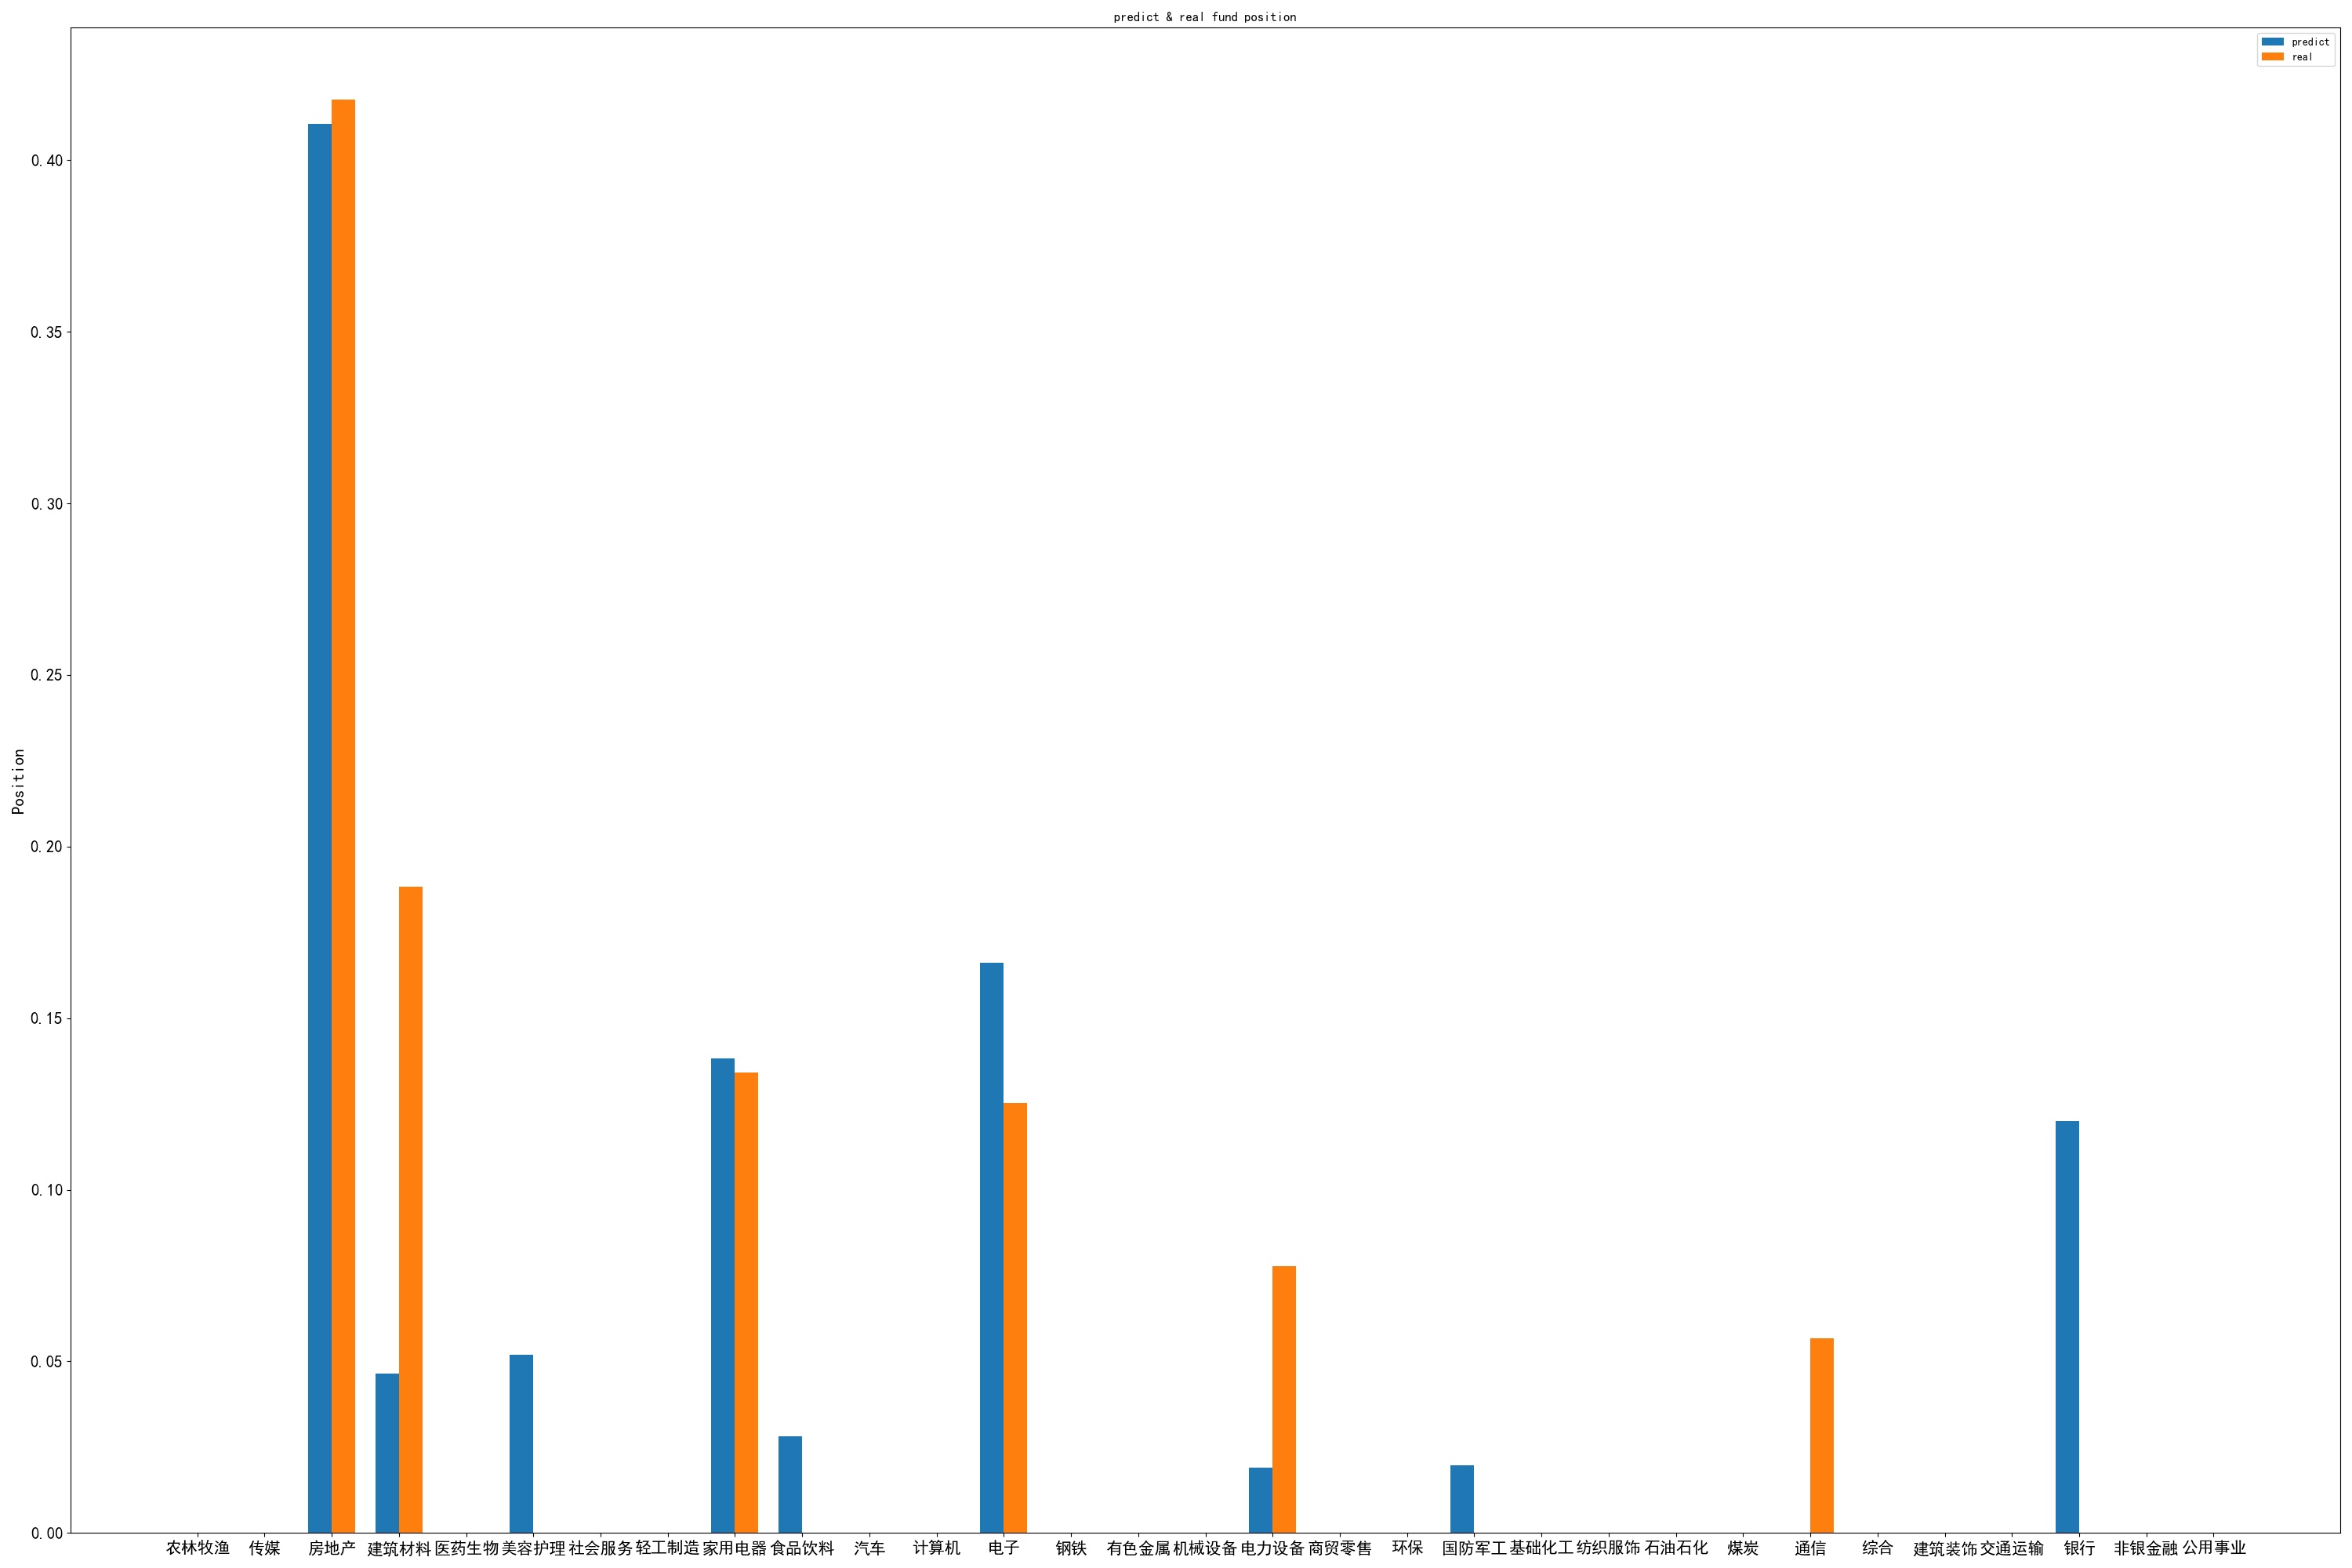 predict & real fund position
predict
real
0.40
0.35
0.30
0.25
0.20
0.15
0.10
0.05
0.00
Position
农林牧渔 传媒 房地产 建筑材料 医药生物 美容护理 社会服务 轻工制造 家用电器 食品饮料 汽车 计算机 电子 钢铁 有色金属 机械设备 电力设备 商贸零售 环保 国防军工 基础化工 纺织服饰 石油石化 煤炭 通信 综合 建筑装饰 交通运输 银行 非银金融 公用事业